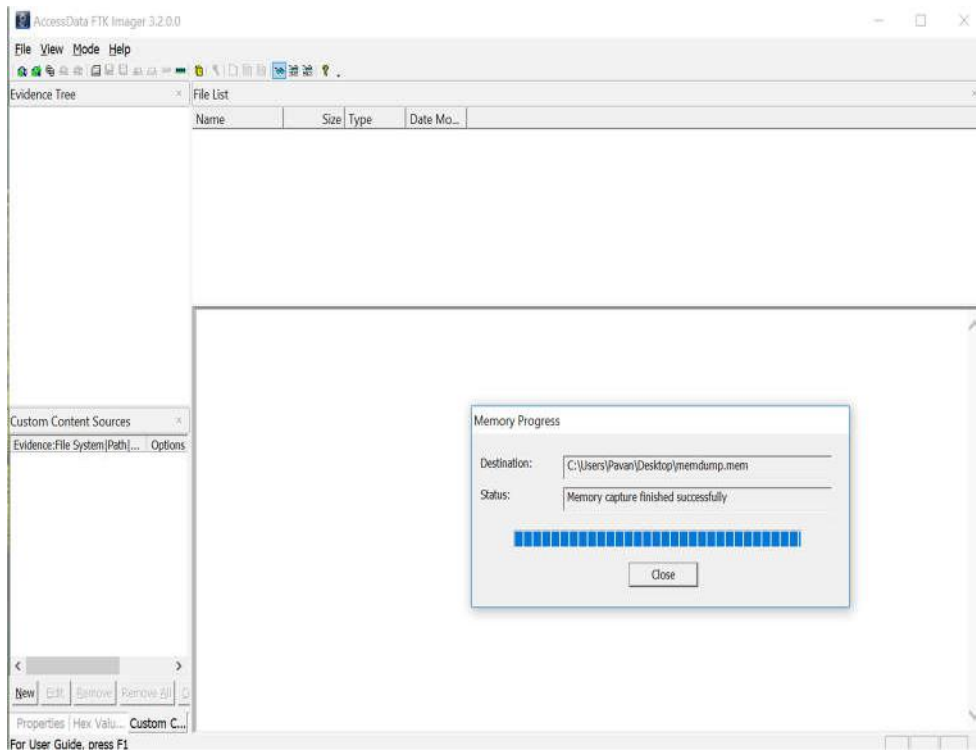 AccessData FTK Imager 3.2.0.0
File View Mode Help
Evidence Tree
File List
Name Size Type Date Mo...
Custom Content Sources
Evidence:File System|Path|... Options
Memory Progress
Destination: C:\Users\Pavan\Desktop\memdump.mem
Status: Memory capture finished successfully
Close
New Edit Remove Remove All
Properties Hex Valu... Custom C...
For User Guide, press F1